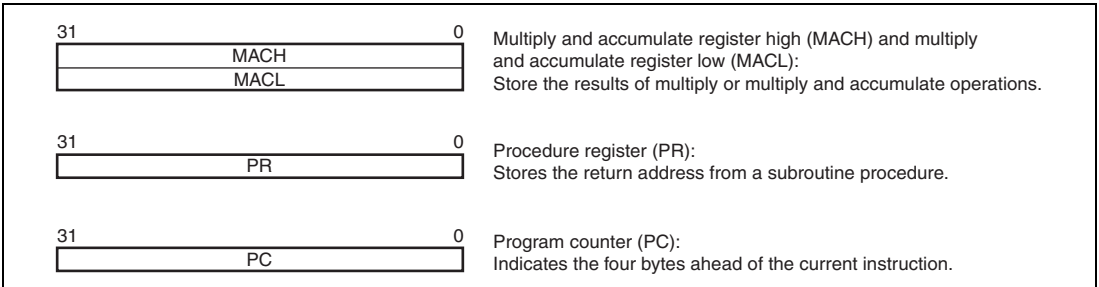 31 0
MACH
MACL
Multiply and accumulate register high (MACH) and multiply
and accumulate register low (MACL):
Store the results of multiply or multiply and accumulate operations.
31 0
PR
Procedure register (PR):
Stores the return address from a subroutine procedure.
31 0
PC
Program counter (PC):
Indicates the four bytes ahead of the current instruction.